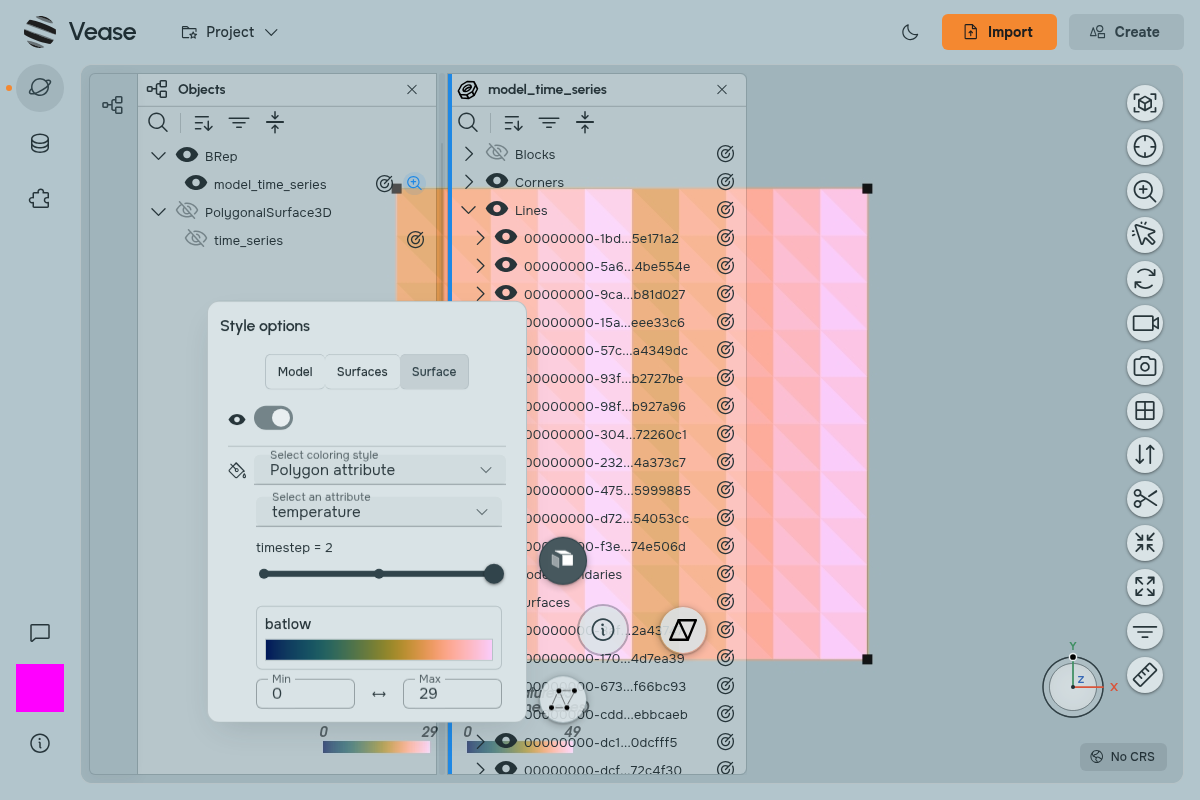 Vease
Project
Import
Create
Objects
model_time_series
BRep
model_time_series
PolygonalSurface3D
time_series
Blocks
Corners
Lines
00000000-1bd...5e171a2
00000000-5a6...4be554e
00000000-9ca...b81d027
00000000-15a...eee33c6
00000000-57c...a4349dc
00000000-93f...b2727be
00000000-98f...b927a96
00000000-304...72260c1
00000000-232...4a373c7
00000000-475...5999885
00000000-d72...54053cc
00000000-f3e...74e506d
00000000-170...4d7ea39
00000000-673...f66bc93
00000000-cdd...ebbcaeb
00000000-dc1...0dcfff5
00000000-dcf...72c4f30
Style options
Model
Surfaces
Surface
Select coloring style
Polygon attribute
Select an attribute
temperature
timestep = 2
batlow
Min
0
Max
29
0
29
0
49
Y
Z
X
No CRS